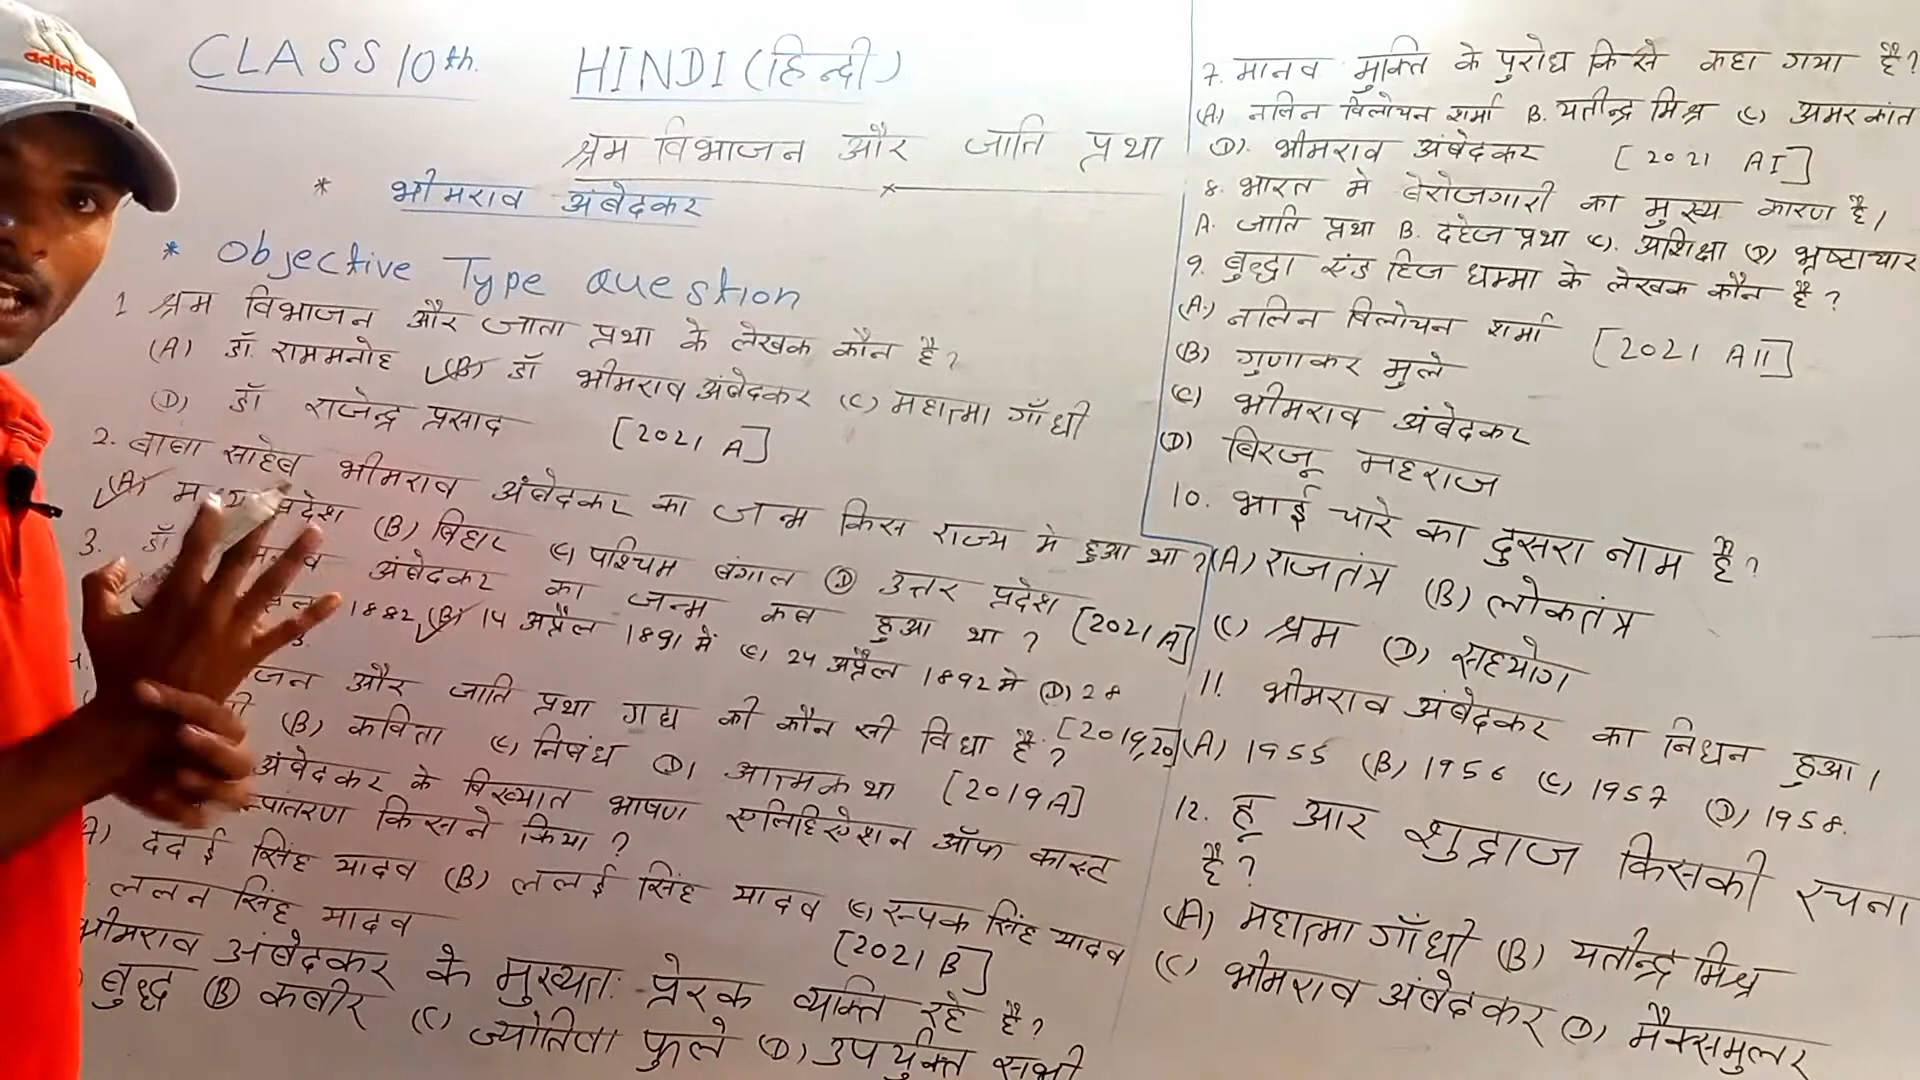 adidas
CLASS 10th. HINDI (हिन्दी)
श्रम विभाजन और जाति प्रथा
* भीमराव अंबेदकर
* Objective Type Question
1 श्रम विभाजन और जाता प्रथा के लेखक कौन है?
(A) डॉ. राममनोह (B) डॉ भीमराव अंबेदकर (C) महात्मा गाँधी
(D) डॉ राजेन्द्र प्रसाद [2021 A]
2. बाबा साहेब भीमराव अंबेदकर का जन्म किस राज्य मे हुआ था?
(A) प्रदेश (B) बिहार (C) पश्चिम बंगाल (D) उत्तर प्रदेश [2021 A]
3. डॉ अंबेदकर का जन्म कब हुआ था?
1882 (B) 14 अप्रैल 1891 में (C) 24 अप्रैल 1892 मे (D) 28
और जाति प्रथा गद्य की कौन सी विधा है? [2019,20]
(B) कविता (C) निबंध (D) आत्मकथा [2019A]
अंबेदकर के विख्यात भाषण एलिहिऐशन ऑफ कास्ट
किसने किया?
A) ददई सिंह यादव (B) ललई सिंह यादव (C) रूपक सिंह यादव
ललन सिंह यादव [2021 B]
भीमराव अंबेदकर के मुख्यतः प्रेरक व्यक्ति रहे है?
बुद्ध (B) कबीर (C) ज्योतिबा फुले (D) उपर्युक्त सभी
7. मानव मुक्ति के पुरोध किसे कहा गया है?
(A) नलिन विलोचन शर्मा B. यतीन्द्र मिश्र (C) अमरकांत
(D). भीमराव अंबेदकर [2021 AI]
8. भारत मे बेरोजगारी का मुख्य कारण है।
A. जाति प्रथा B. दहेज प्रथा (C). अशिक्षा (D) भ्रष्टाचार
9. बुद्धा एंड हिज धम्मा के लेखक कौन है?
(A) नलिन विलोचन शर्मा [2021 AII]
(B) गुणाकर मुले
(C) भीमराव अंबेदकर
(D) बिरजू महराज
10. भाई चारे का दुसरा नाम है?
(A) राजतंत्र (B) लोकतंत्र
(C) श्रम (D) सहयोग
11. भीमराव अंबेदकर का निधन हुआ।
(A) 1955 (B) 1956 (C) 1957 (D) 1958.
12. हू आर शुद्राज किसकी रचना
है?
(A) महात्मा गाँधी (B) यतीन्द्र मिश्र
(C) भीमराव अंबेदकर (D) मैक्समुलर